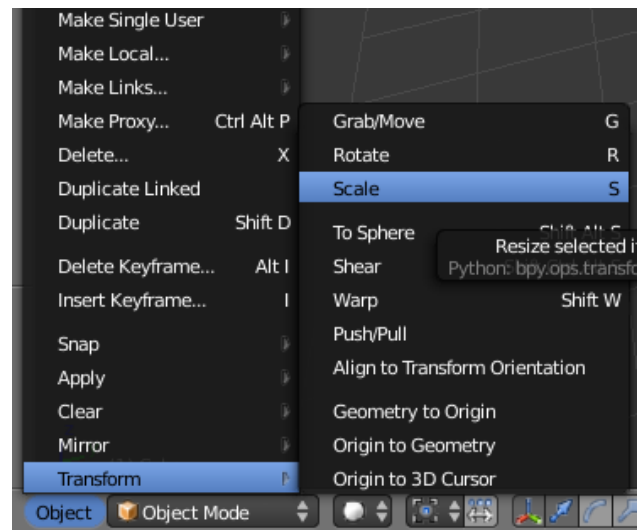 Make Single User
Make Local...
Make Links...
Make Proxy... Ctrl Alt P
Delete... X
Duplicate Linked
Duplicate Shift D
Delete Keyframe... Alt I
Insert Keyframe... I
Snap
Apply
Clear
Mirror
Transform
Grab/Move G
Rotate R
Scale S
To Sphere Shift Alt S
Shear
Warp Shift W
Push/Pull
Align to Transform Orientation
Geometry to Origin
Origin to Geometry
Origin to 3D Cursor
Resize selected
Python: bpy.ops.transfo
Object Object Mode